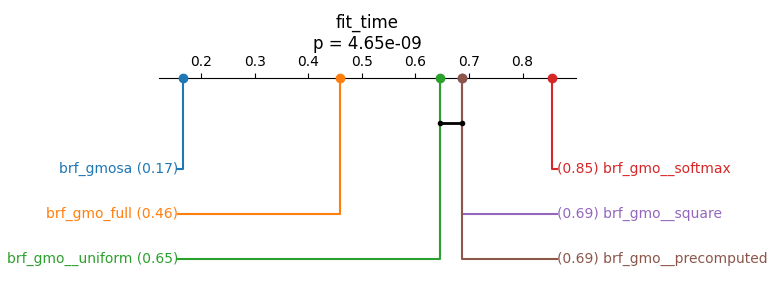 fit_time
p = 4.65e-09
0.2 0.3 0.4 0.5 0.6 0.7 0.8
brf_gmosa (0.17) (0.85) brf_gmo__softmax
brf_gmo_full (0.46) (0.69) brf_gmo__square
brf_gmo__uniform (0.65) (0.69) brf_gmo__precomputed